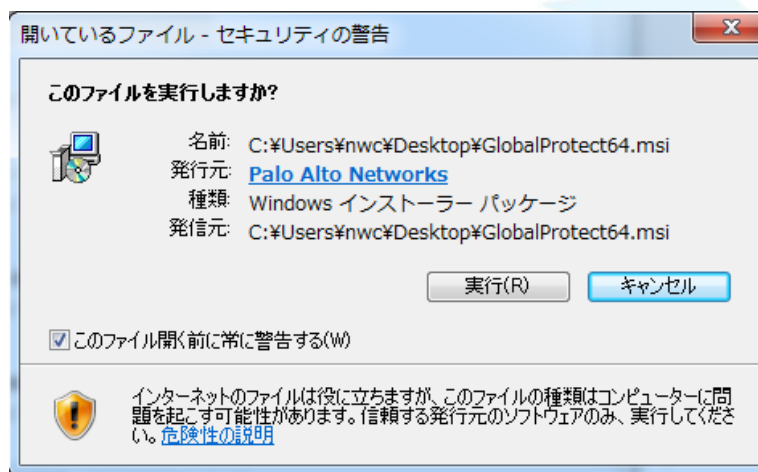 開いているファイル - セキュリティの警告
x
このファイルを実行しますか?
名前: C:¥Users¥nwc¥Desktop¥GlobalProtect64.msi
発行元: Palo Alto Networks
種類: Windows インストーラー パッケージ
発信元: C:¥Users¥nwc¥Desktop¥GlobalProtect64.msi
実行(R) キャンセル
このファイル開く前に常に警告する(W)
インターネットのファイルは役に立ちますが、このファイルの種類はコンピューターに問
題を起こす可能性があります。信頼する発行元のソフトウェアのみ、実行してくださ
い。危険性の説明